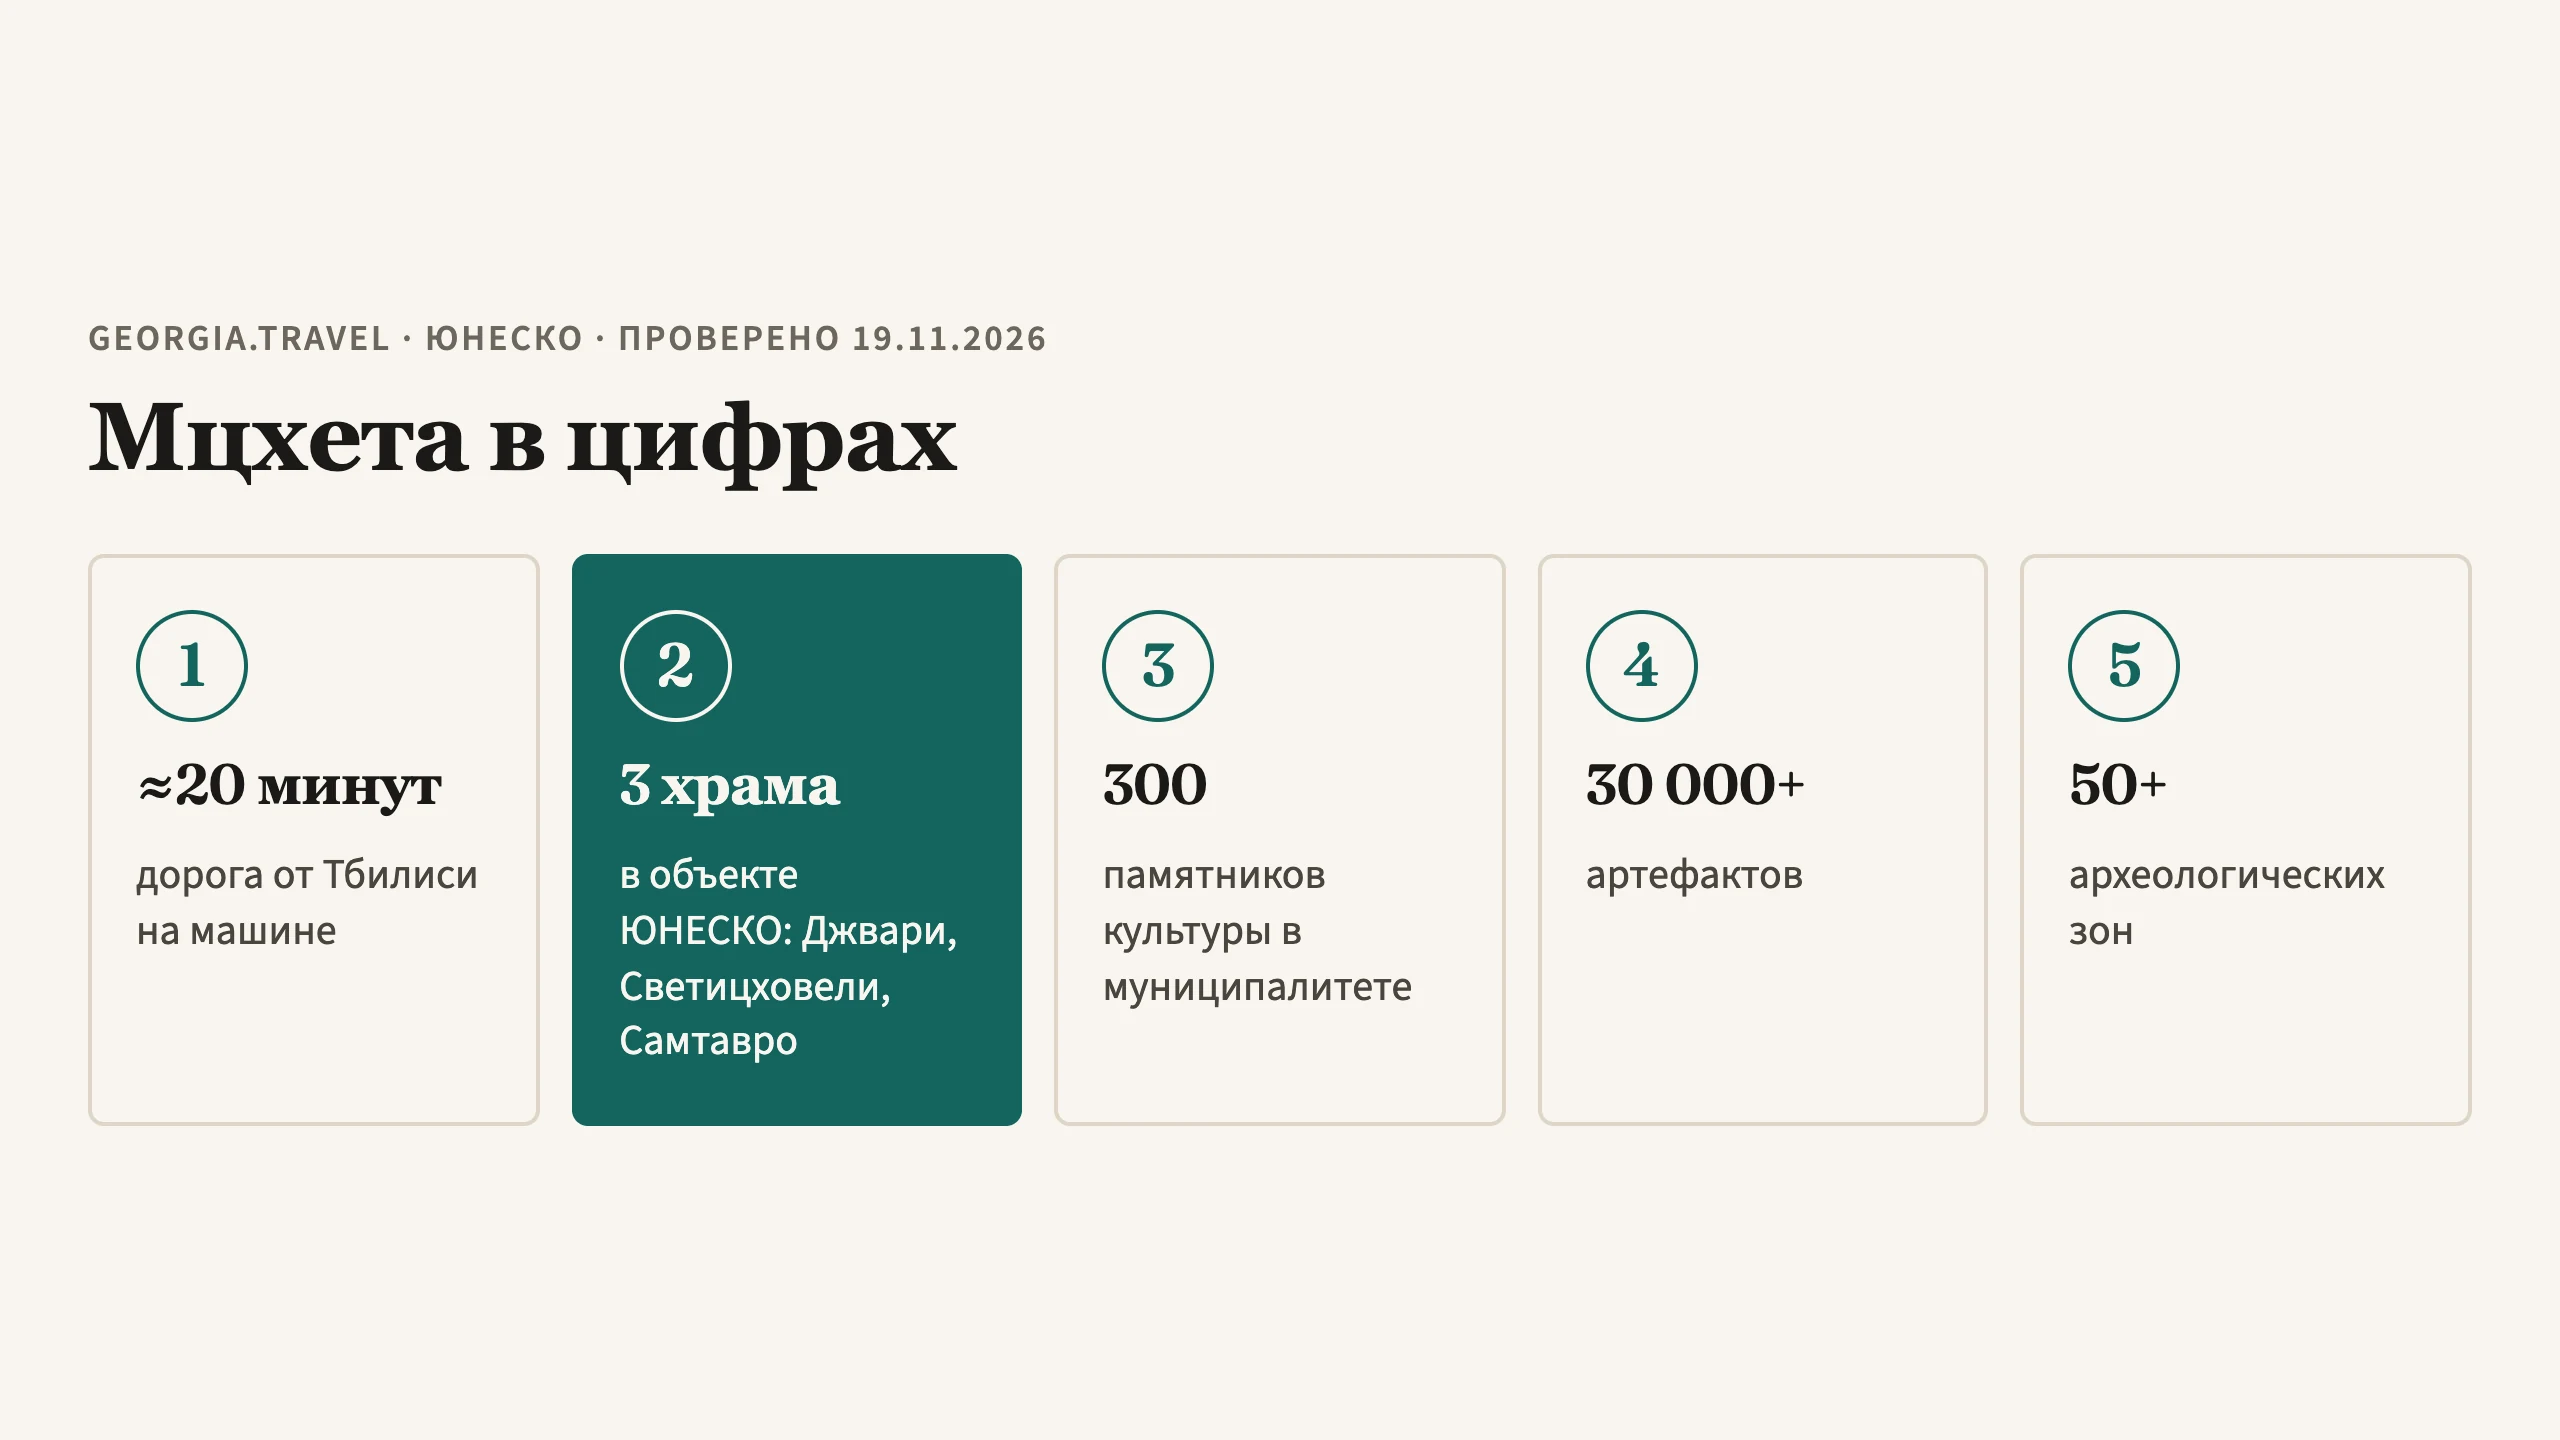 GEORGIA.TRAVEL · ЮНЕСКО · ПРОВЕРЕНО 19.11.2026
Мцхета в цифрах
1
≈20 минут
дорога от Тбилиси
на машине
2
3 храма
в объекте
ЮНЕСКО: Джвари,
Светицховели,
Самтавро
3
300
памятников
культуры в
муниципалитете
4
30 000+
артефактов
5
50+
археологических
зон